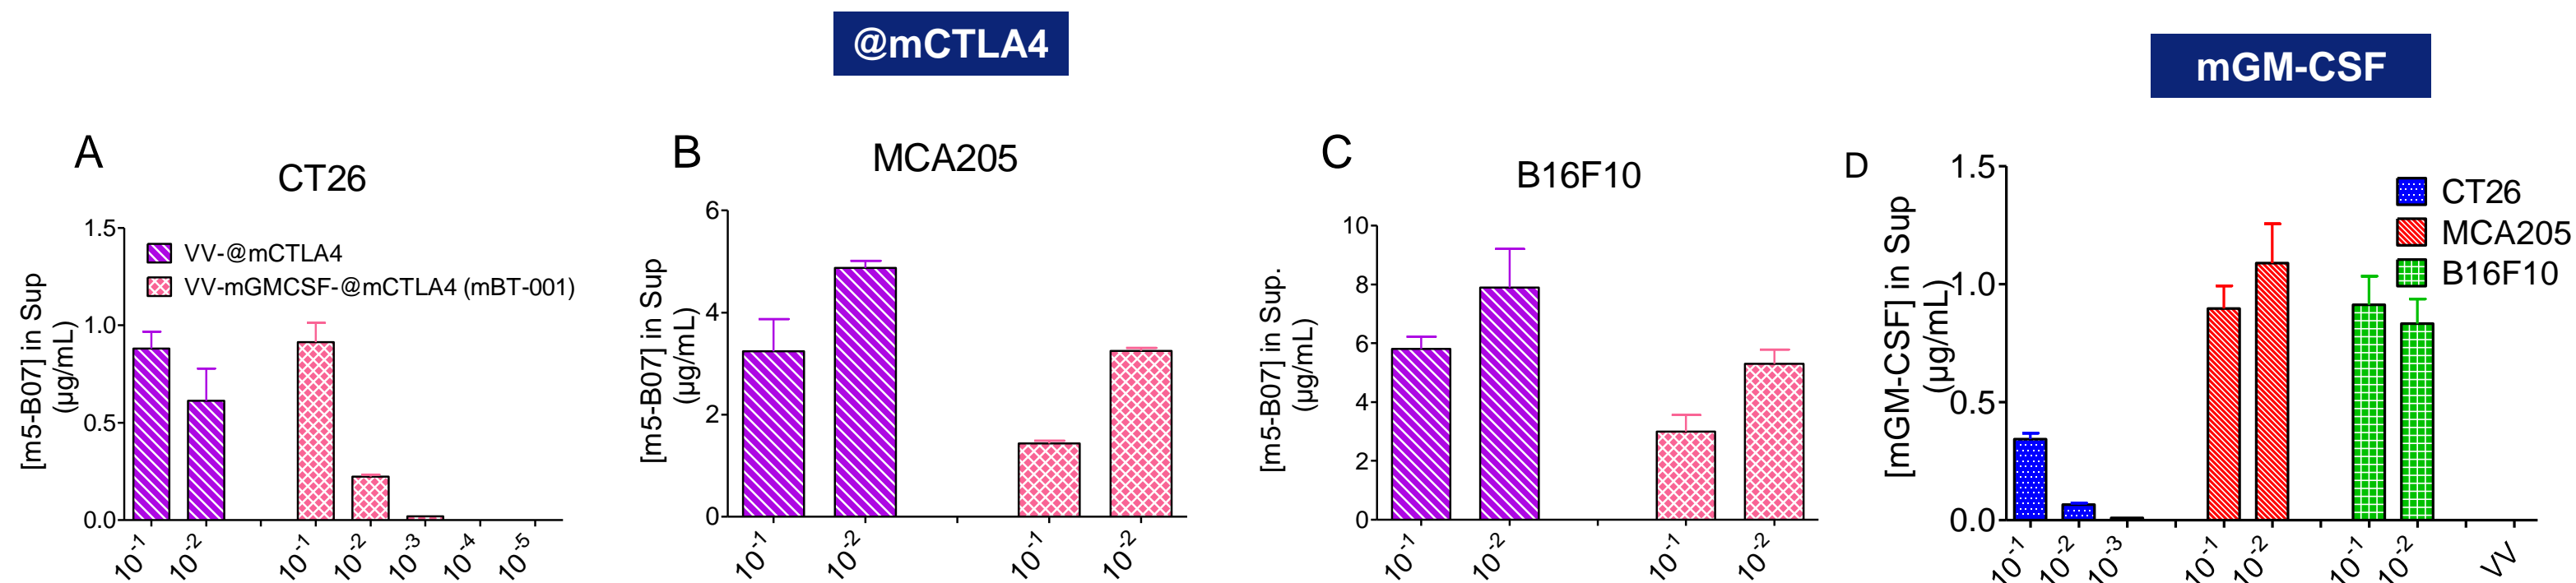 @mCTLA4
mGM-CSF
A
CT26
[m5-B07] in Sup
(µg/mL)
1.5
1.0
0.5
0.0
VV-@mCTLA4
VV-mGMCSF-@mCTLA4 (mBT-001)
10⁻¹ 10⁻² 10⁻¹ 10⁻² 10⁻³ 10⁻⁴ 10⁻⁵
B
MCA205
[m5-B07] in Sup
(µg/mL)
6
4
2
0
10⁻¹ 10⁻² 10⁻¹ 10⁻²
C
B16F10
[m5-B07] in Sup.
(µg/mL)
10
8
6
4
2
0
10⁻¹ 10⁻² 10⁻¹ 10⁻²
D
[mGM-CSF] in Sup
(µg/mL)
1.5
1.0
0.5
0.0
CT26
MCA205
B16F10
10⁻¹ 10⁻² 10⁻³ 10⁻¹ 10⁻² 10⁻¹ 10⁻² VV